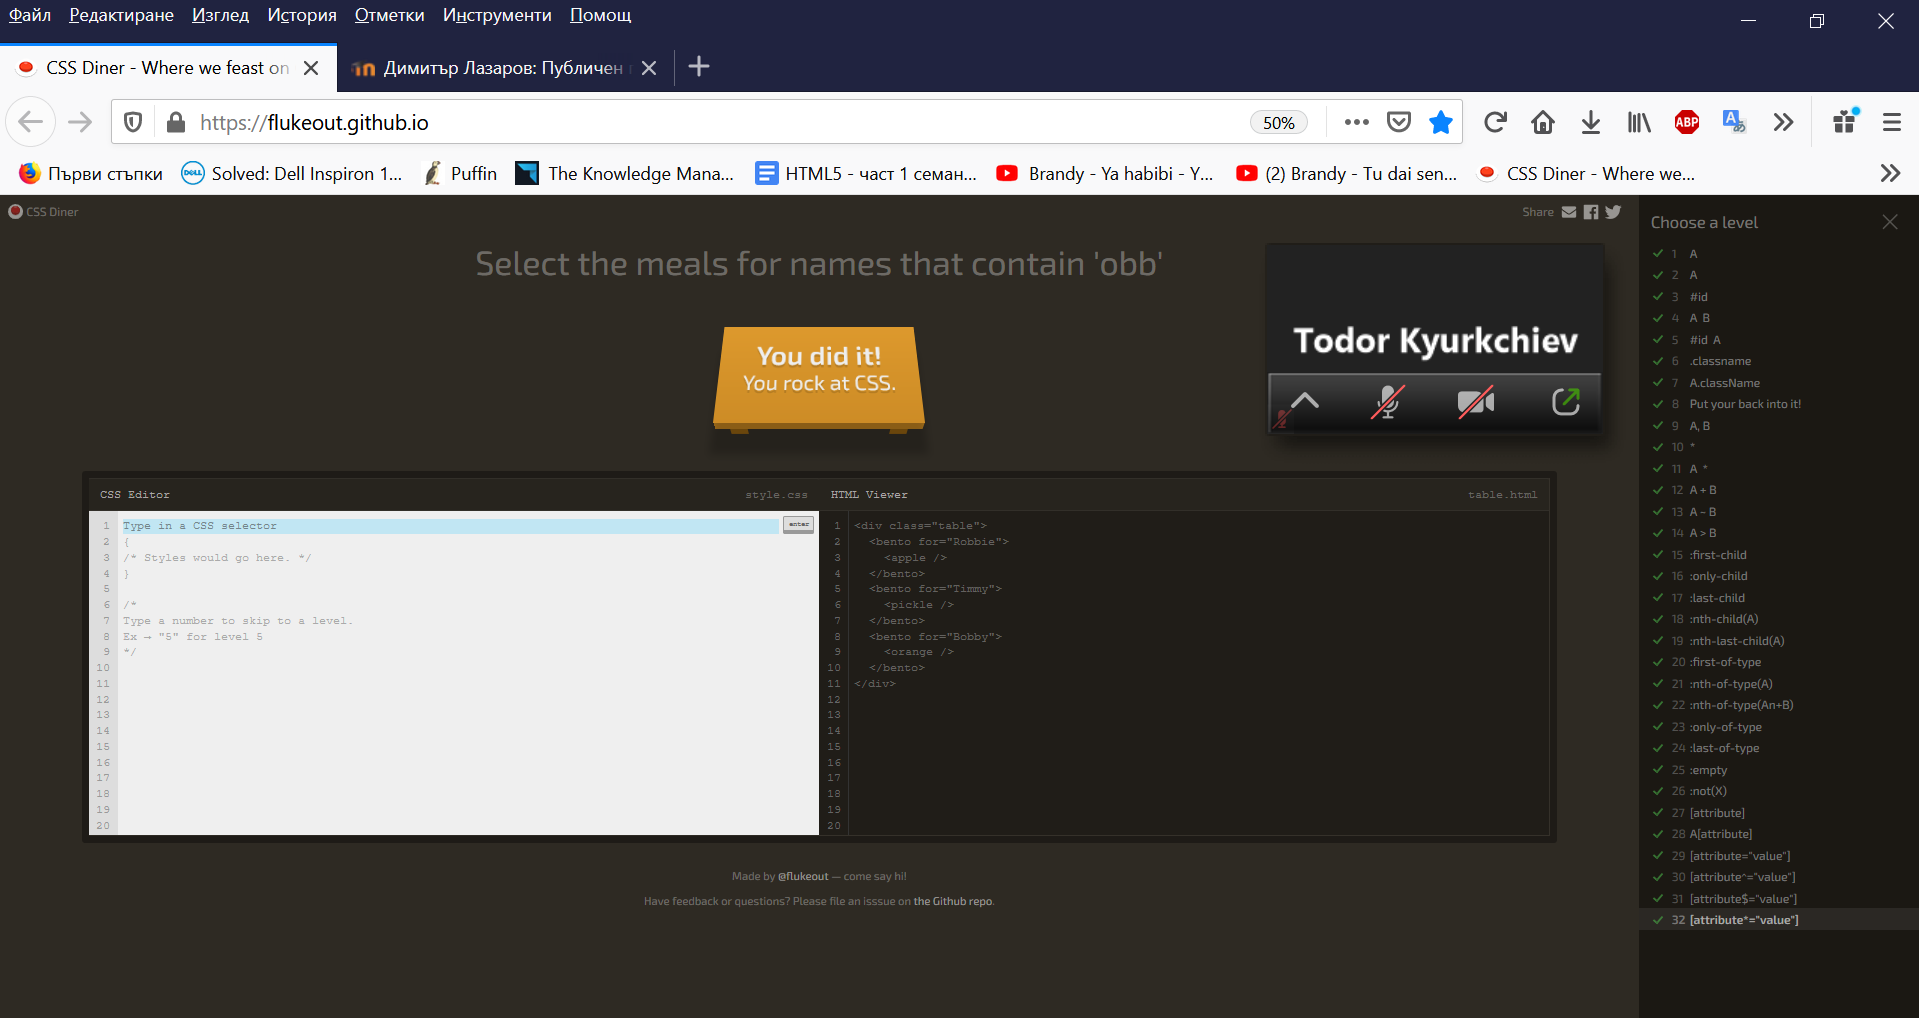 Файл Редактиране Изглед История Отметки Инструменти Помощ
CSS Diner - Where we feast on
Димитър Лазаров: Публичен
https://flukeout.github.io
50%
ABP
Първи стъпки
Solved: Dell Inspiron 1...
Puffin
The Knowledge Mana...
HTML5 - част 1 семан...
Brandy - Ya habibi - Y...
(2) Brandy - Tu dai sen...
CSS Diner - Where we...
CSS Diner
Share
Select the meals for names that contain 'obb'
You did it!
You rock at CSS.
Todor Kyurkchiev
CSS Editor
style.css
1 Type in a CSS selector
enter
2 {
3 /* Styles would go here. */
4 }
5
6 /*
7 Type a number to skip to a level.
8 Ex → "5" for level 5
9 */
10
11
12
13
14
15
16
17
18
19
20
HTML Viewer
table.html
1 <div class="table">
2 <bento for="Robbie">
3 <apple />
4 </bento>
5 <bento for="Timmy">
6 <pickle />
7 </bento>
8 <bento for="Bobby">
9 <orange />
10 </bento>
11 </div>
12
13
14
15
16
17
18
19
20
Made by @flukeout — come say hi!
Have feedback or questions? Please file an isssue on the Github repo.
Choose a level
1 A
2 A
3 #id
4 A B
5 #id A
6 .classname
7 A.className
8 Put your back into it!
9 A, B
10 *
11 A *
12 A + B
13 A ~ B
14 A > B
15 :first-child
16 :only-child
17 :last-child
18 :nth-child(A)
19 :nth-last-child(A)
20 :first-of-type
21 :nth-of-type(A)
22 :nth-of-type(An+B)
23 :only-of-type
24 :last-of-type
25 :empty
26 :not(X)
27 [attribute]
28 A[attribute]
29 [attribute="value"]
30 [attribute^="value"]
31 [attribute$="value"]
32 [attribute*="value"]